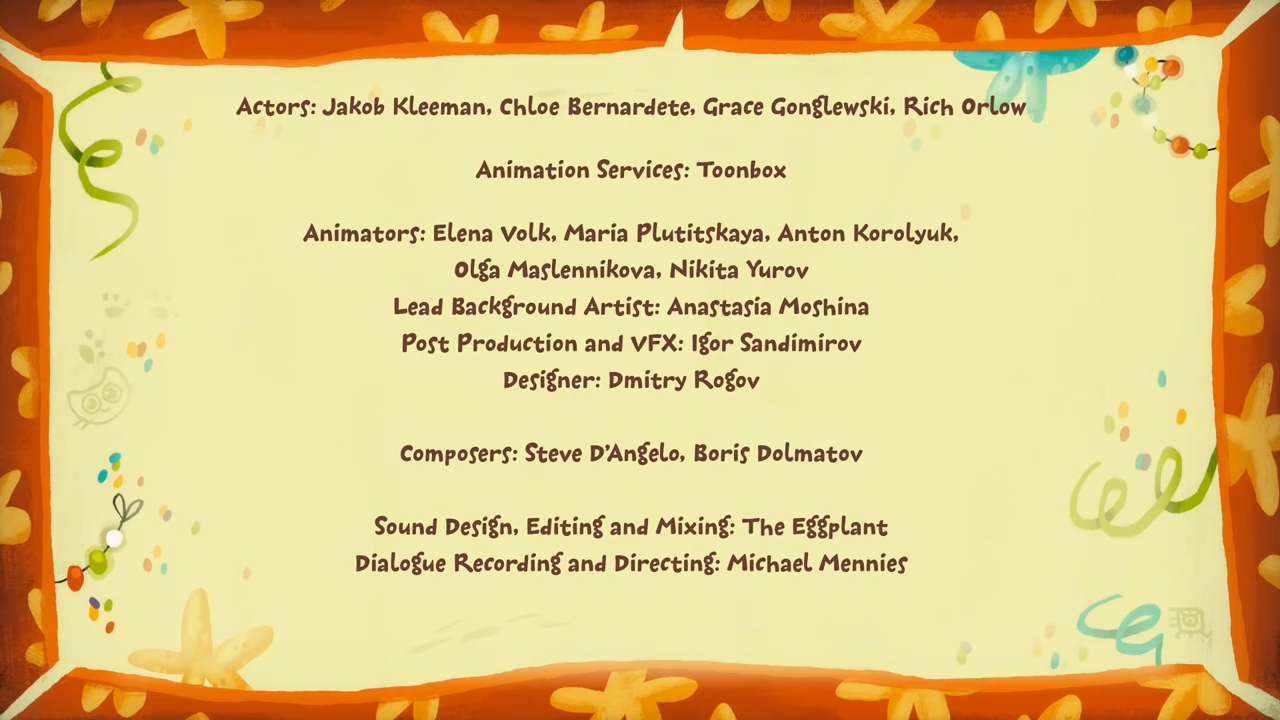 Actors: Jakob Kleeman, Chloe Bernardete, Grace Gonglewski, Rich Orlow
Animation Services: Toonbox
Animators: Elena Volk, Maria Plutitskaya, Anton Korolyuk,
Olga Maslennikova, Nikita Yurov
Lead Background Artist: Anastasia Moshina
Post Production and VFX: Igor Sandimirov
Designer: Dmitry Rogov
Composers: Steve D'Angelo, Boris Dolmatov
Sound Design, Editing and Mixing: The Eggplant
Dialogue Recording and Directing: Michael Mennies